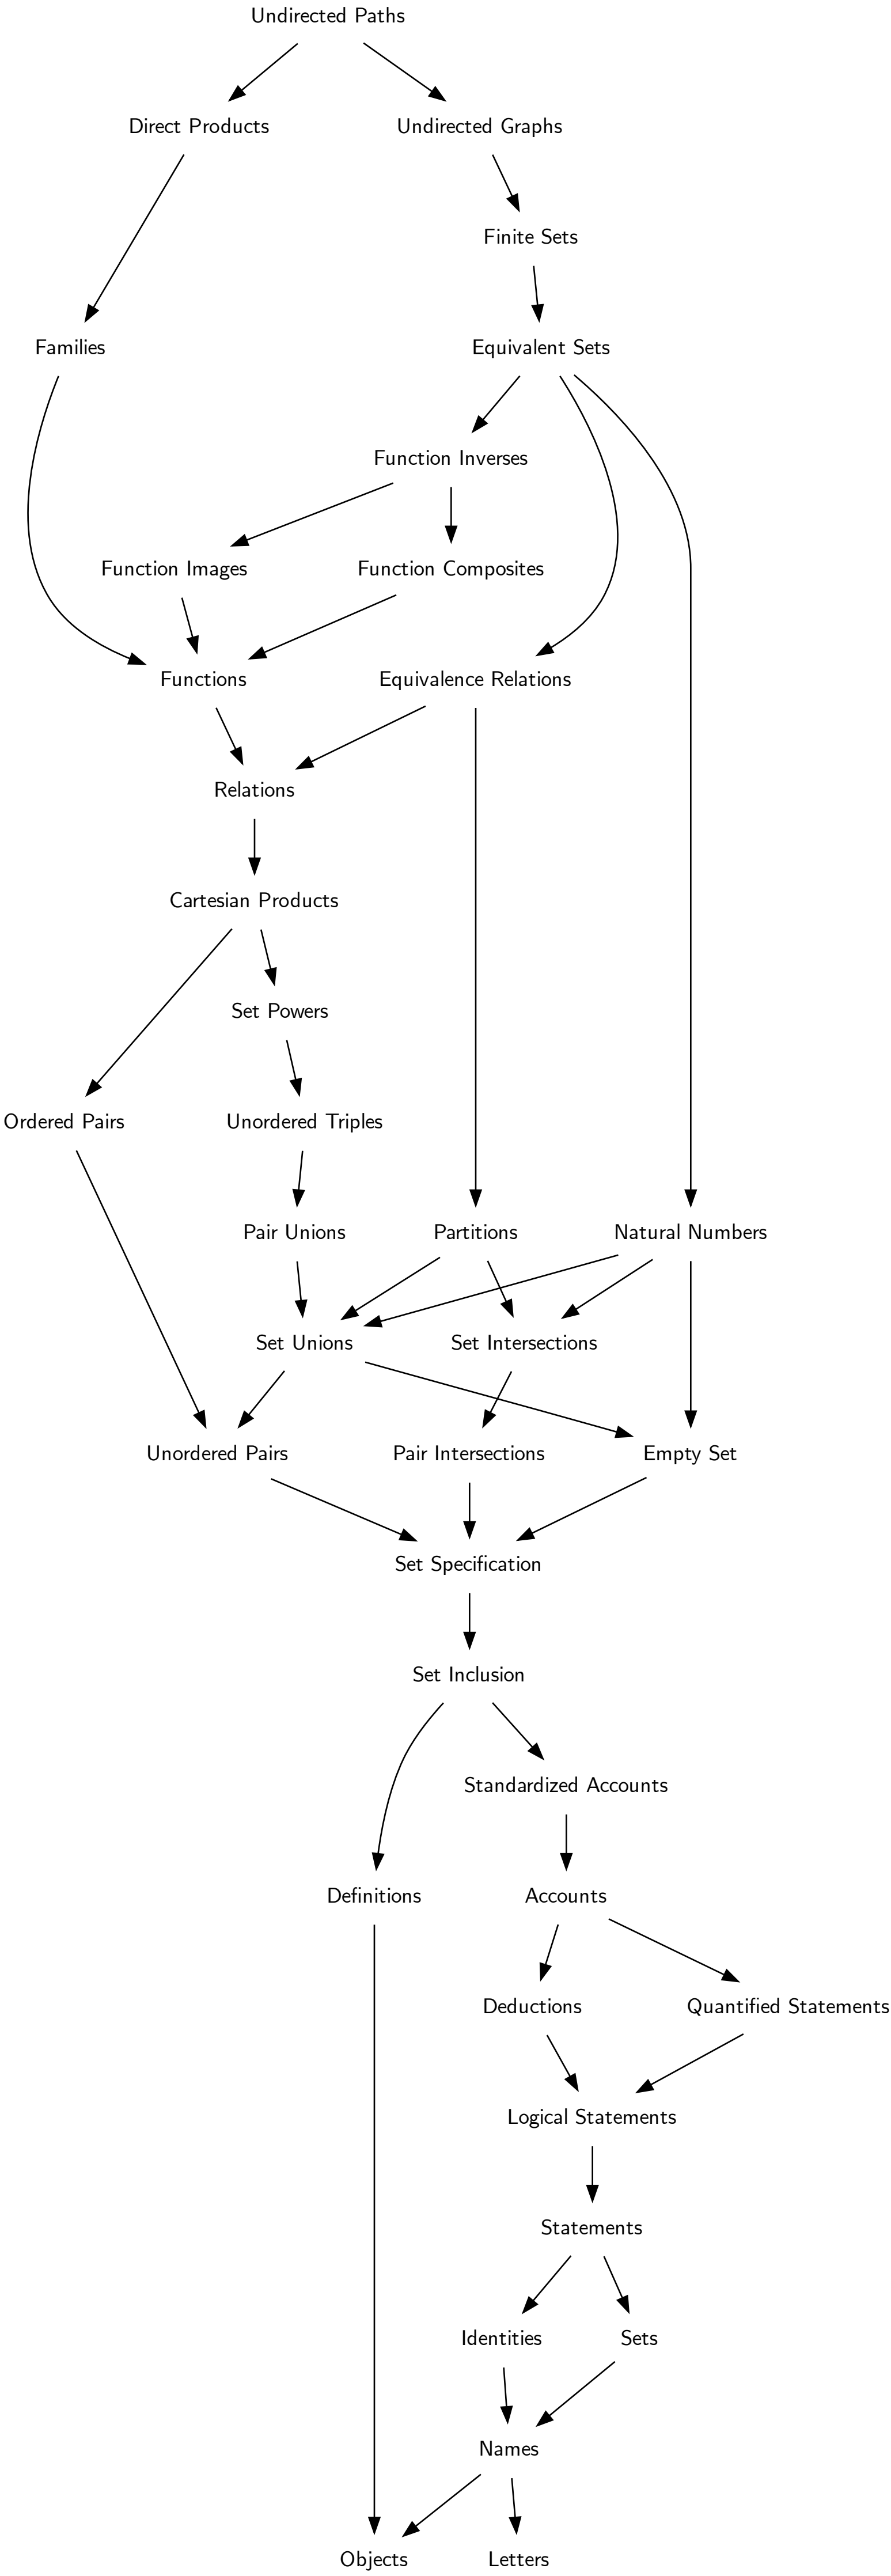 Undirected Paths
Direct Products
Undirected Graphs
Finite Sets
Families
Equivalent Sets
Function Inverses
Function Images
Function Composites
Functions
Equivalence Relations
Relations
Cartesian Products
Set Powers
Ordered Pairs
Unordered Triples
Pair Unions
Partitions
Natural Numbers
Set Unions
Set Intersections
Unordered Pairs
Pair Intersections
Empty Set
Set Specification
Set Inclusion
Standardized Accounts
Definitions
Accounts
Deductions
Quantified Statements
Logical Statements
Statements
Identities
Sets
Names
Objects
Letters